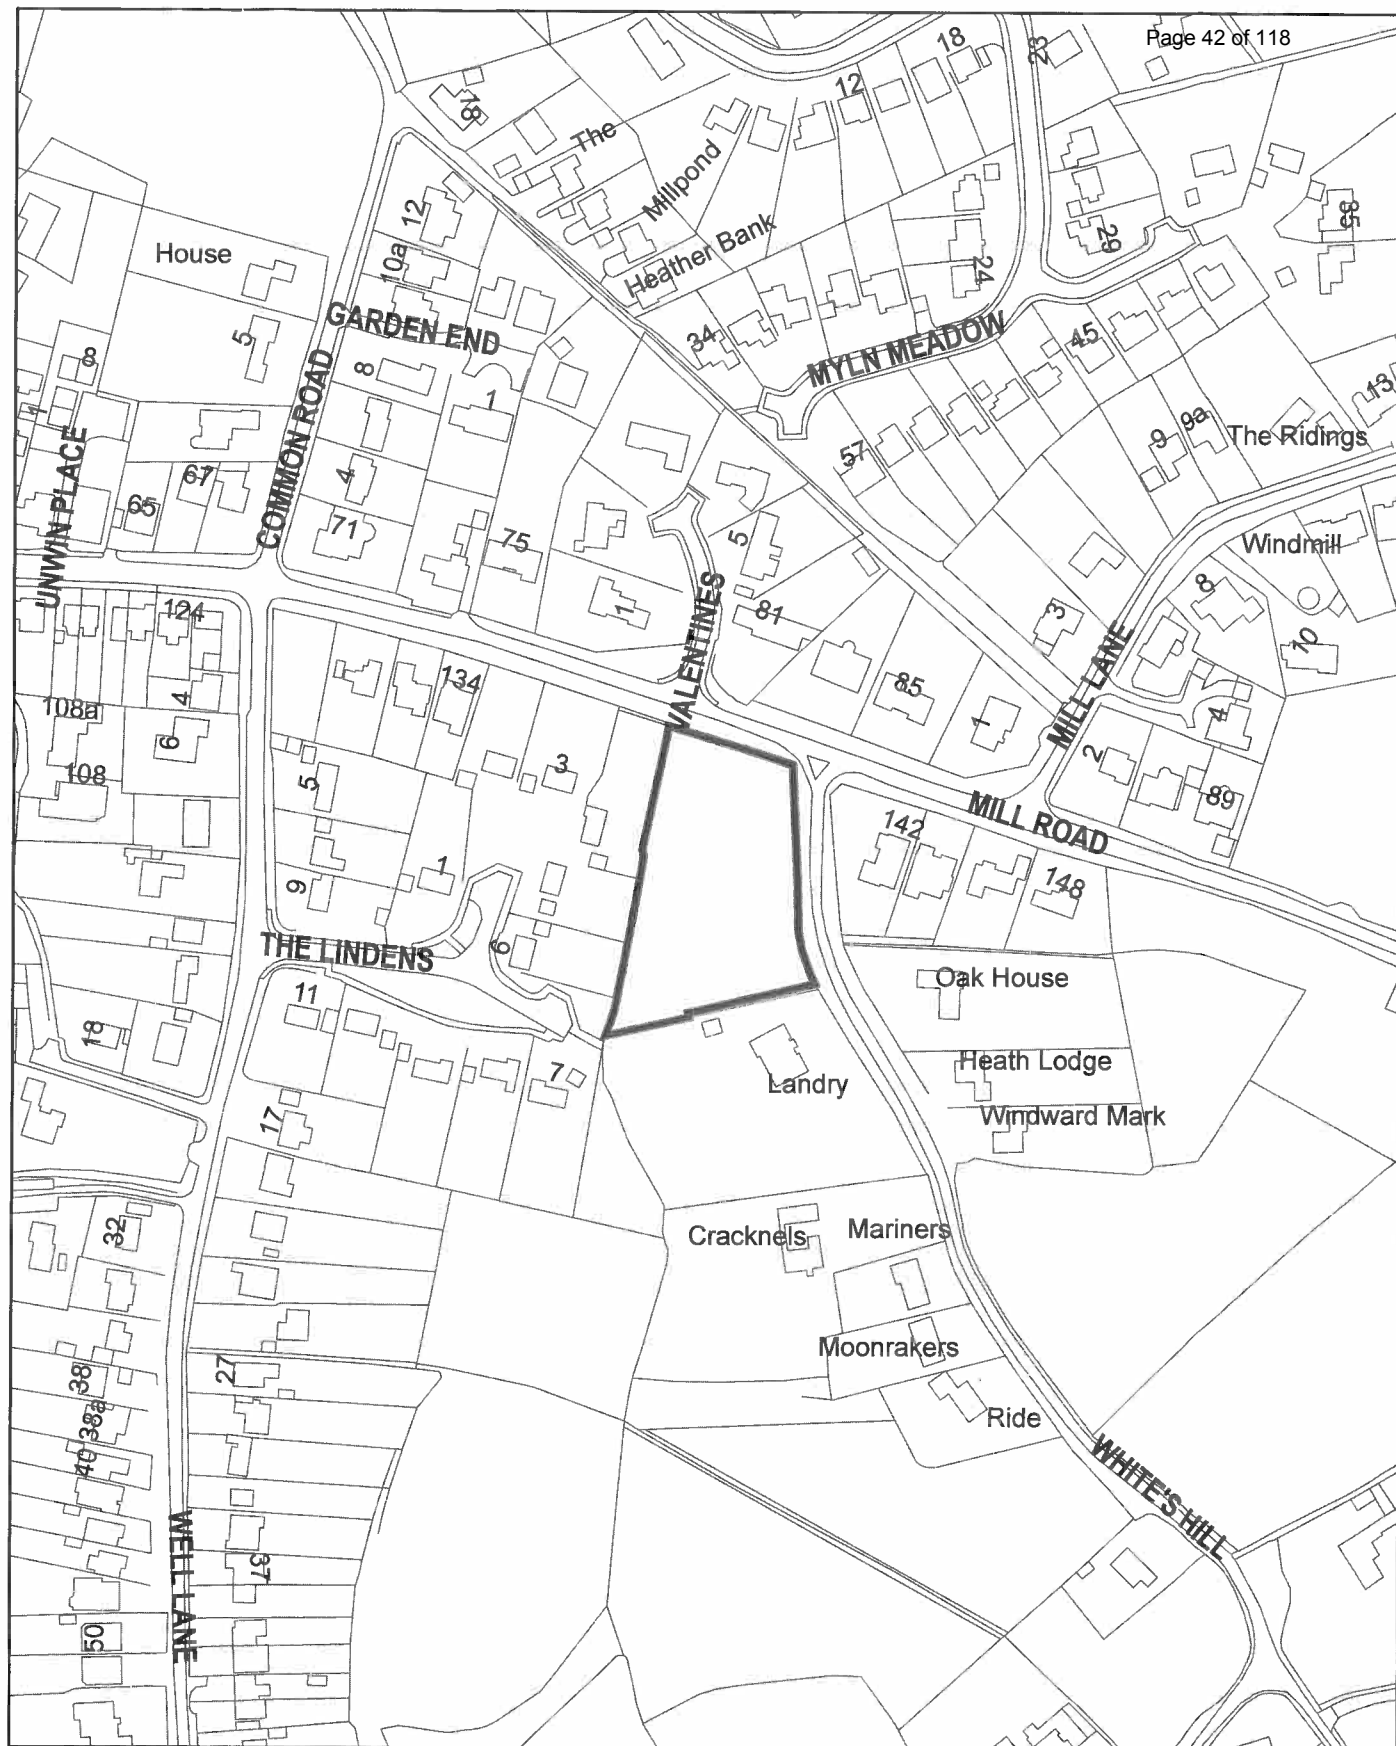 Page 42 of 118
18
12
23
18
The
Millpond
Heather Bank
12
10a
House
GARDEN END
5
8
8
1
1
34
24
29
35
MYLN MEADOW
45
13
9
9a
The Ridings
COMMON ROAD
UNWIN PLACE
65
67
4
71
75
57
5
Windmill
8
1
VALENTINES
81
3
10
MILL LANE
124
4
134
85
1
4
108a
6
108
5
3
2
89
MILL ROAD
142
148
1
9
THE LINDENS
6
11
Oak House
18
Heath Lodge
7
Landry
Windward Mark
17
32
Cracknels
Mariners
Moonrakers
27
38
38a
40
Ride
WHITE'S HILL
WELL LANE
37
50